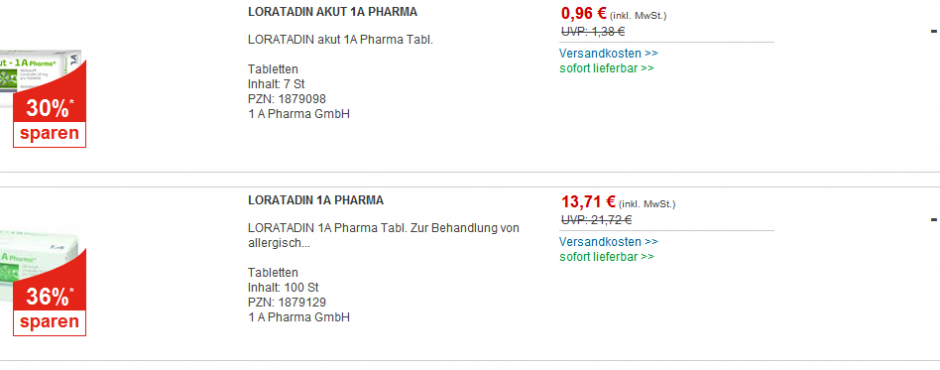 LORATADIN AKUT 1A PHARMA
LORATADIN akut 1A Pharma Tabl.
Tabletten
Inhalt: 7 St
PZN: 1879098
1 A Pharma GmbH
0,96 € (inkl. MwSt.)
UVP: 1,38 €
Versandkosten >>
sofort lieferbar >>
ut - 1 A Pharma®
30%*
sparen
LORATADIN 1A PHARMA
LORATADIN 1A Pharma Tabl. Zur Behandlung von
allergisch...
Tabletten
Inhalt: 100 St
PZN: 1879129
1 A Pharma GmbH
13,71 € (inkl. MwSt.)
UVP: 21,72 €
Versandkosten >>
sofort lieferbar >>
A Pharma®
36%*
sparen